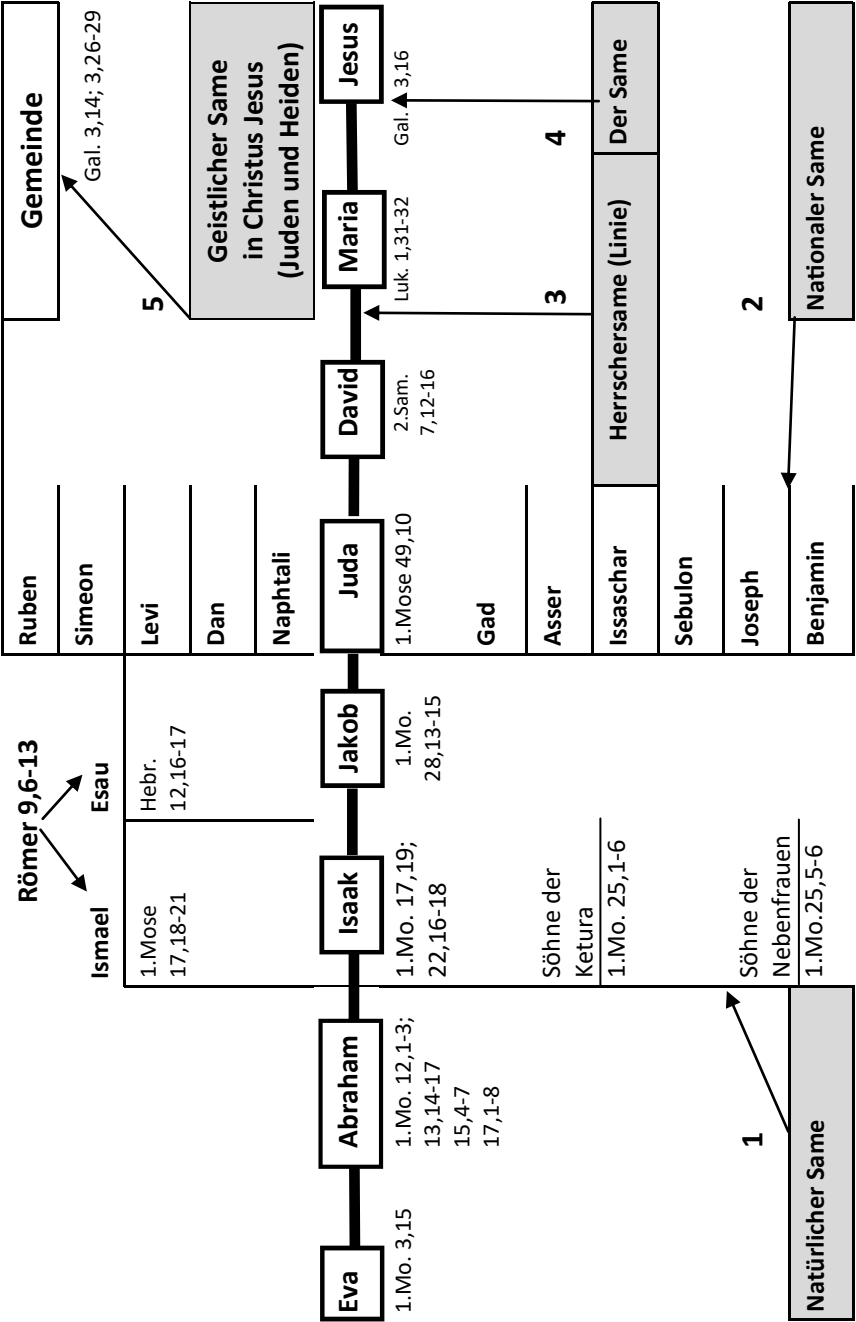 Römer 9,6-13
Ismael
Esau
1.Mose
17,18-21
Hebr.
12,16-17
Ruben
Simeon
Levi
Dan
Naphtali
Gemeinde
Gal. 3,14; 3,26-29
5
Geistlicher Same
in Christus Jesus
(Juden und Heiden)
Eva
1.Mo. 3,15
Abraham
1.Mo. 12,1-3;
13,14-17
15,4-7
17,1-8
Isaak
1.Mo. 17,19;
22,16-18
Jakob
1.Mo.
28,13-15
Juda
1.Mose 49,10
David
2.Sam.
7,12-16
Maria
Luk. 1,31-32
Jesus
Gal. 3,16
Söhne der
Ketura
1.Mo. 25,1-6
Söhne der
Nebenfrauen
1.Mo.25,5-6
Gad
Asser
Issaschar
Sebulon
Joseph
Benjamin
3
4
Herrschersame (Linie)
Der Same
1
Natürlicher Same
2
Nationaler Same